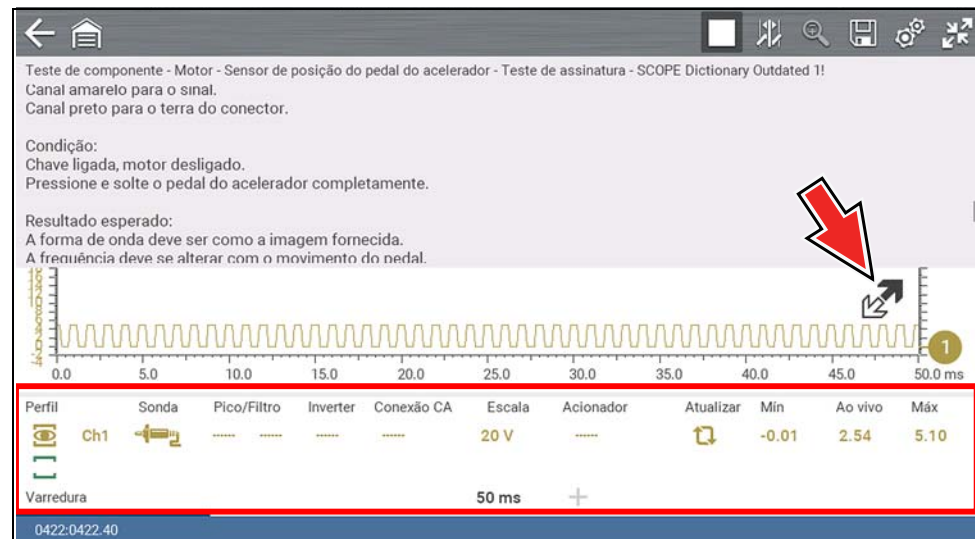 Teste de componente - Motor - Sensor de posição do pedal do acelerador - Teste de assinatura - SCOPE Dictionary Outdated 1!
Canal amarelo para o sinal.
Canal preto para o terra do conector.
Condição:
Chave ligada, motor desligado.
Pressione e solte o pedal do acelerador completamente.
Resultado esperado:
A forma de onda deve ser como a imagem fornecida.
A frequência deve se alterar com o movimento do pedal.
1
0.0 5.0 10.0 15.0 20.0 25.0 30.0 35.0 40.0 45.0 50.0 ms
Perfil Sonda Pico/Filtro Inverter Conexão CA Escala Acionador Atualizar Mín Ao vivo Máx
Ch1 ------ ------ ------ ------ 20 V ------ -0.01 2.54 5.10
Varredura 50 ms
0422:0422.40